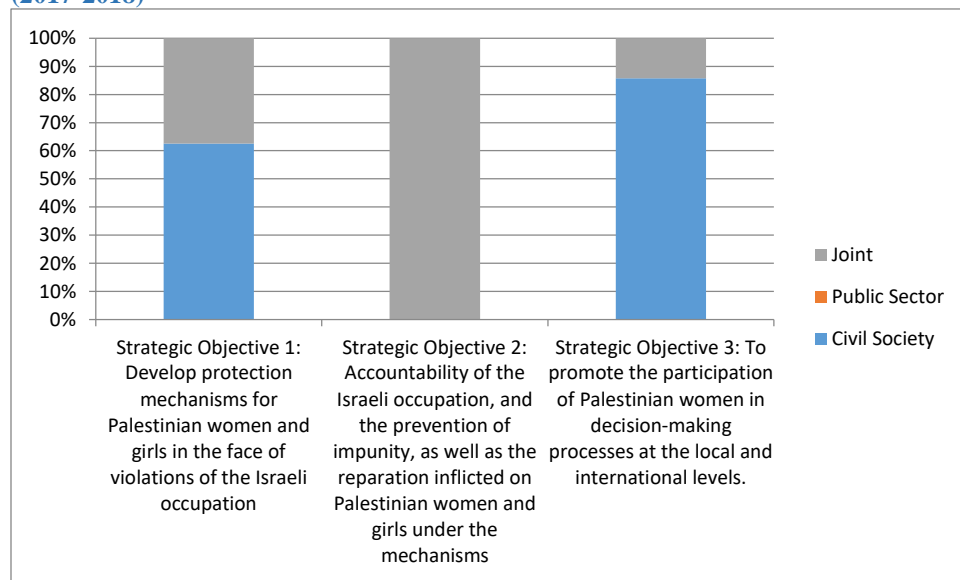 (2017-2018)
100%
90%
80%
70%
60%
50%
40%
30%
20%
10%
0%
Joint
Public Sector
Civil Society
Strategic Objective 1:
Develop protection
mechanisms for
Palestinian women and
girls in the face of
violations of the Israeli
occupation
Strategic Objective 2:
Accountability of the
Israeli occupation, and
the prevention of
impunity, as well as the
reparation inflicted on
Palestinian women and
girls under the
mechanisms
Strategic Objective 3: To
promote the participation
of Palestinian women in
decision-making
processes at the local and
international levels.